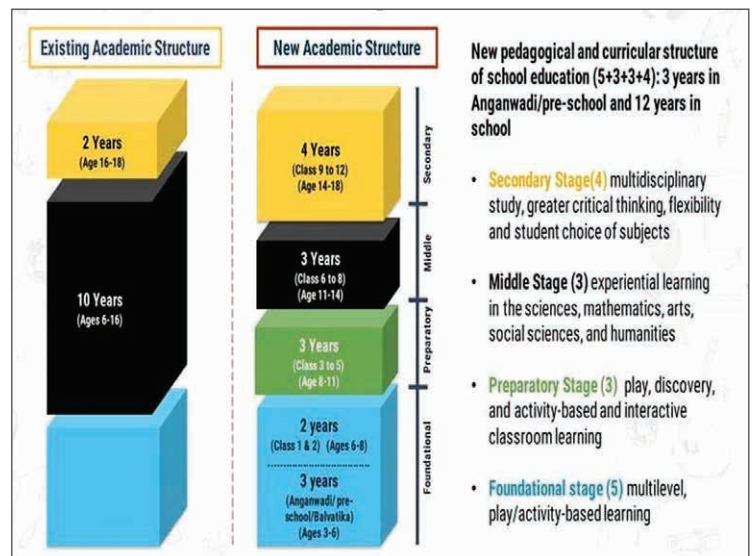 Existing Academic Structure
2 Years
(Age 16-18)
10 Years
(Ages 6-16)
New Academic Structure
4 Years
(Class 9 to 12)
(Age 14-18)
Secondary
3 Years
(Class 6 to 8)
(Age 11-14)
Middle
3 Years
(Class 3 to 5)
(Age 8-11)
Preparatory
2 years
(Class 1 & 2) (Ages 6-8)
3 years
(Anganwadi/ pre-
school/Balvatika)
(Ages 3-6)
Foundational
New pedagogical and curricular structure
of school education (5+3+3+4): 3 years in
Anganwadi/pre-school and 12 years in
school
• Secondary Stage(4) multidisciplinary
study, greater critical thinking, flexibility
and student choice of subjects
• Middle Stage (3) experiential learning
in the sciences, mathematics, arts,
social sciences, and humanities
• Preparatory Stage (3) play, discovery,
and activity-based and interactive
classroom learning
• Foundational stage (5) multilevel,
play/activity-based learning